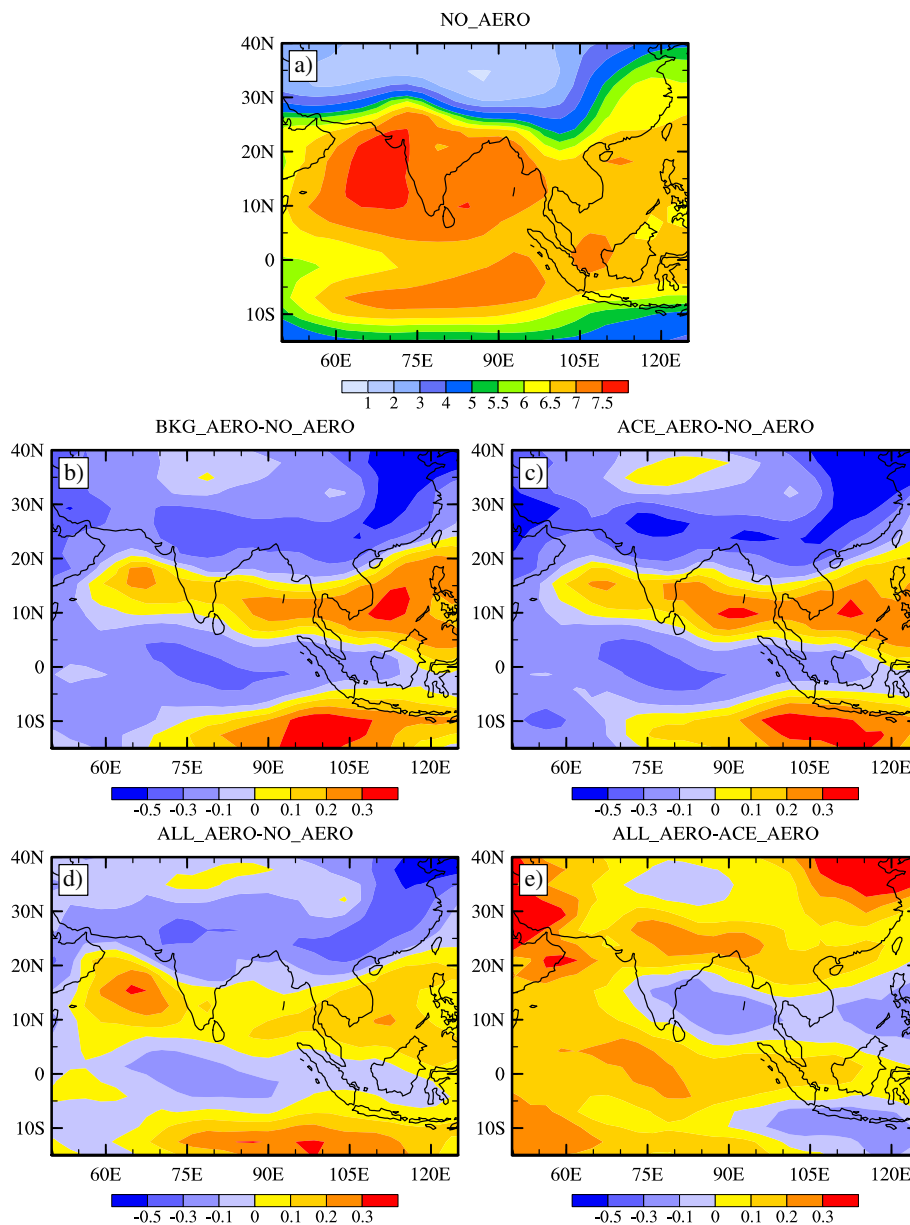 NO_AERO
a)
40N
30N
20N
10N
0
10S
60E 75E 90E 105E 120E
1 2 3 4 5 5.5 6 6.5 7 7.5
BKG_AERO-NO_AERO
b)
40N
30N
20N
10N
0
10S
60E 75E 90E 105E 120E
-0.5 -0.3 -0.1 0 0.1 0.2 0.3
ACE_AERO-NO_AERO
c)
40N
30N
20N
10N
0
10S
60E 75E 90E 105E 120E
-0.5 -0.3 -0.1 0 0.1 0.2 0.3
ALL_AERO-NO_AERO
d)
40N
30N
20N
10N
0
10S
60E 75E 90E 105E 120E
-0.5 -0.3 -0.1 0 0.1 0.2 0.3
ALL_AERO-ACE_AERO
e)
40N
30N
20N
10N
0
10S
60E 75E 90E 105E 120E
-0.5 -0.3 -0.1 0 0.1 0.2 0.3